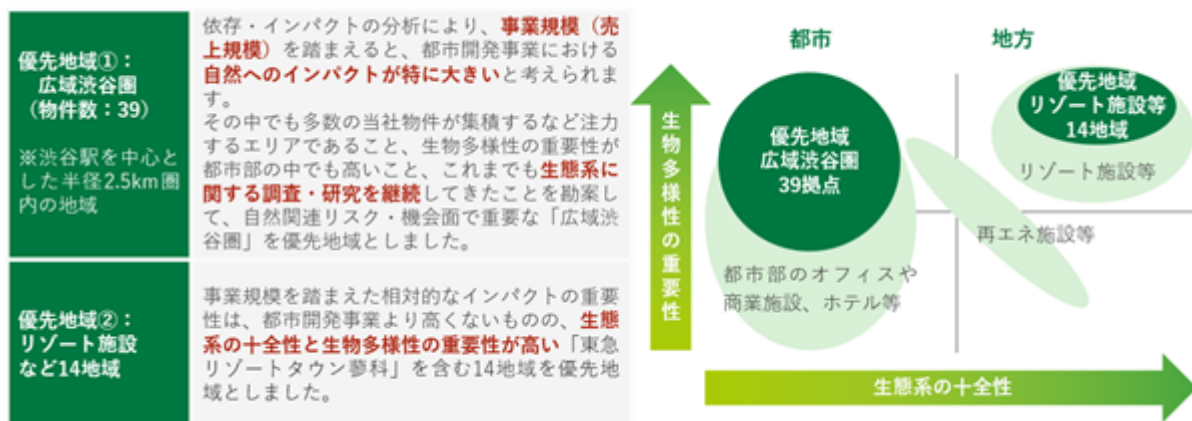 優先地域①：
広域渋谷圏
（物件数：39）
※渋谷駅を中心と
した半径2.5km圏
内の地域
依存・インパクトの分析により、事業規模（売
上規模）を踏まえると、都市開発事業における
自然へのインパクトが特に大きいと考えられま
す。
その中でも多数の当社物件が集積するなど注力
するエリアであること、生物多様性の重要性が
都市部の中でも高いこと、これまでも生態系に
関する調査・研究を継続してきたことを勘案し
て、自然関連リスク・機会面で重要な「広域渋
谷圏」を優先地域としました。
優先地域②：
リゾート施設
など14地域
事業規模を踏まえた相対的なインパクトの重要
性は、都市開発事業より高くないものの、生態
系の十全性と生物多様性の重要性が高い「東急
リゾートタウン蓼科」を含む14地域を優先地
域としました。
都市
地方
生物多様性の重要性
優先地域
広域渋谷圏
39拠点
都市部のオフィスや
商業施設、ホテル等
優先地域
リゾート施設等
14地域
リゾート施設等
再エネ施設等
生態系の十全性